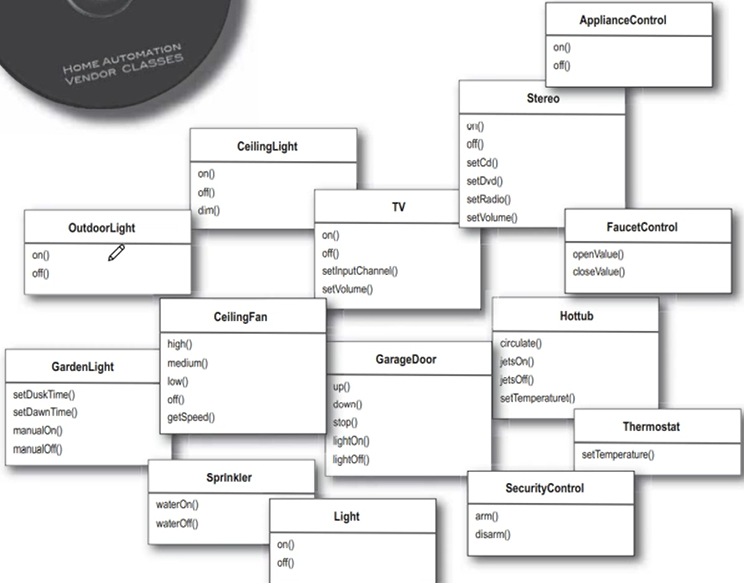 HOME AUTOMATION
VENDOR CLASSES
ApplianceControl
on()
off()
Stereo
on()
off()
setCd()
setDvd()
setRadio()
setVolume()
CeilingLight
on()
off()
dim()
TV
on()
off()
setInputChannel()
setVolume()
OutdoorLight
on()
off()
FaucetControl
openValue()
closeValue()
CeilingFan
high()
medium()
low()
off()
getSpeed()
Hottub
circulate()
jetsOn()
jetsOff()
setTemperaturet()
GardenLight
setDuskTime()
setDawnTime()
manualOn()
manualOff()
GarageDoor
up()
down()
stop()
lightOn()
lightOff()
Thermostat
setTemperature()
Sprinkler
waterOn()
waterOff()
SecurityControl
arm()
disarm()
Light
on()
off()